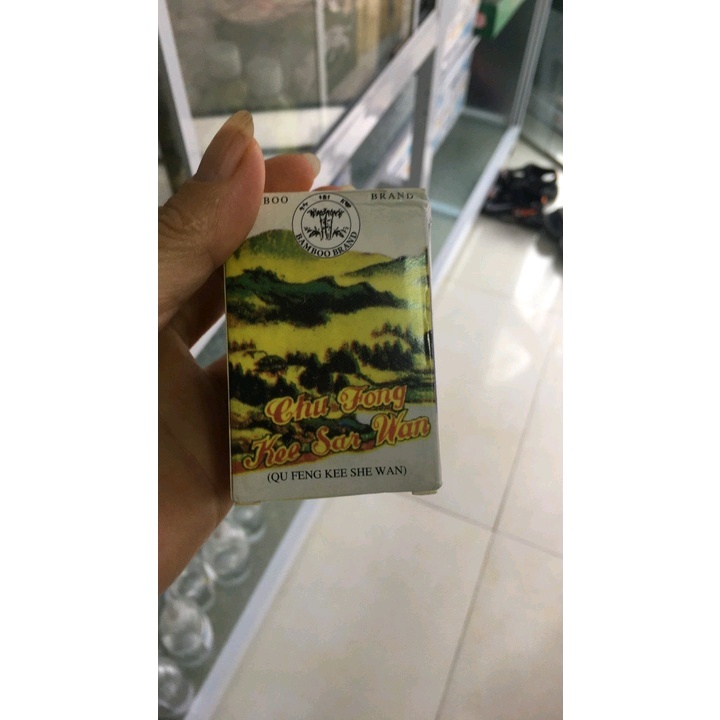 BOO BRAND
BAMBOO BRAND
Chu Fong
Kee Sar Wan
(QU FENG KEE SHE WAN)